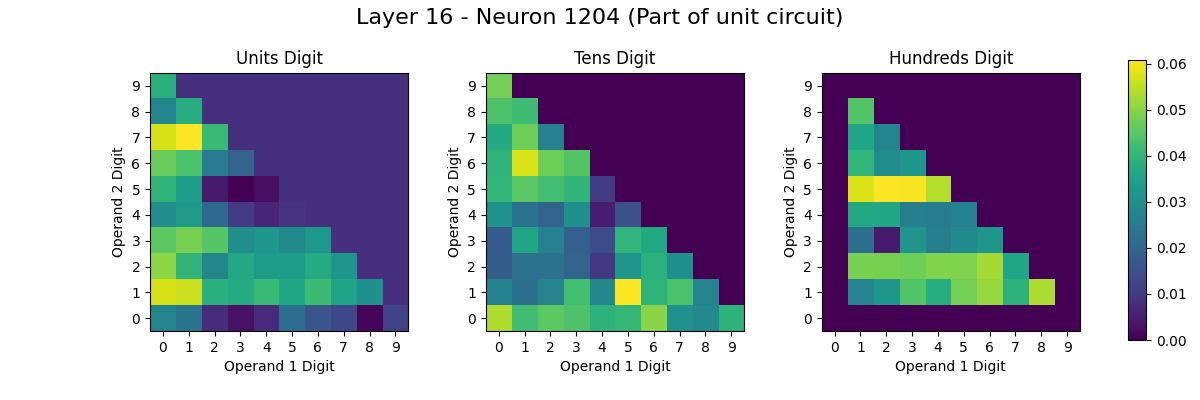 Layer 16 - Neuron 1204 (Part of unit circuit)
Units Digit
Tens Digit
Hundreds Digit
Operand 2 Digit
9
8
7
6
5
4
3
2
1
0
0 1 2 3 4 5 6 7 8 9
Operand 1 Digit
Operand 2 Digit
9
8
7
6
5
4
3
2
1
0
0 1 2 3 4 5 6 7 8 9
Operand 1 Digit
Operand 2 Digit
9
8
7
6
5
4
3
2
1
0
0 1 2 3 4 5 6 7 8 9
Operand 1 Digit
0.06
0.05
0.04
0.03
0.02
0.01
0.00